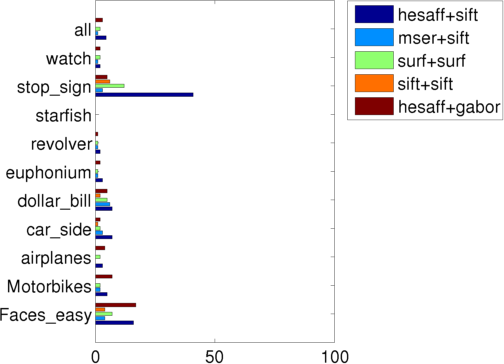 all
watch
stop_sign
starfish
revolver
euphonium
dollar_bill
car_side
airplanes
Motorbikes
Faces_easy
0 50 100
hesaff+sift
mser+sift
surf+surf
sift+sift
hesaff+gabor